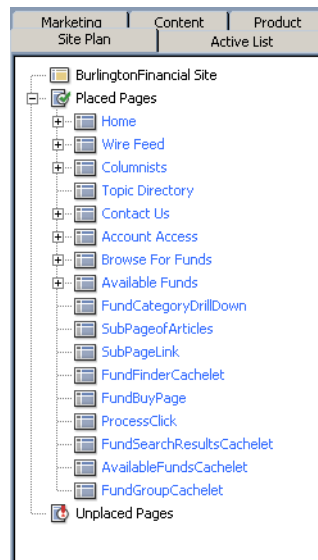 Marketing Content Product
Site Plan Active List
BurlingtonFinancial Site
Placed Pages
Home
Wire Feed
Columnists
Topic Directory
Contact Us
Account Access
Browse For Funds
Available Funds
FundCategoryDrillDown
SubPageofArticles
SubPageLink
FundFinderCachelet
FundBuyPage
ProcessClick
FundSearchResultsCachelet
AvailableFundsCachelet
FundGroupCachelet
Unplaced Pages